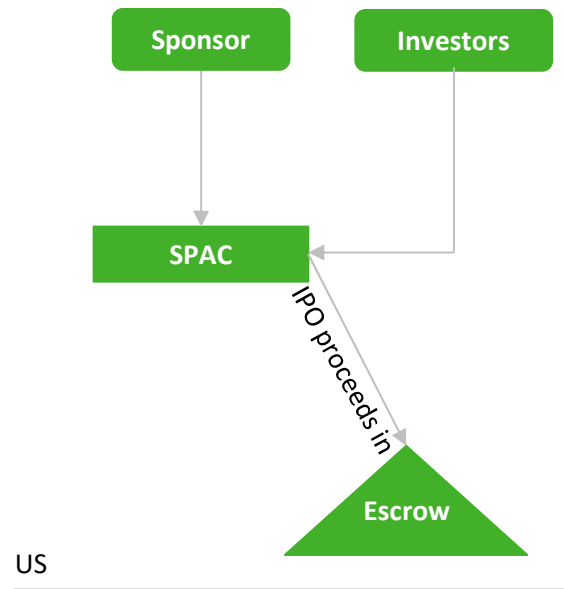 Sponsor
Investors
SPAC
IPO proceeds in
Escrow
US